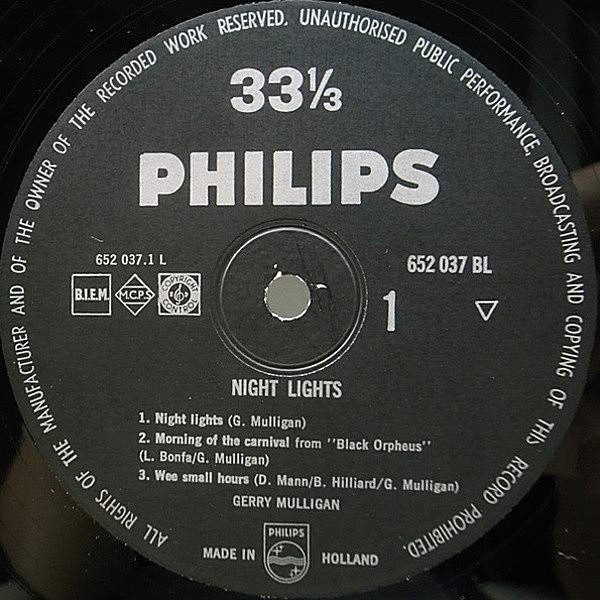 ALL RIGHTS OF THE MANUFACTURER AND OF THE OWNER OF THE RECORDED WORK RESERVED. UNAUTHORISED PUBLIC PERFORMANCE, BROADCASTING AND COPYING OF THIS RECORD PROHIBITED.
33⅓
PHILIPS
652 037.1 L
652 037 BL
B.I.E.M.
M.C.P.S
COPYRIGHT CONTROL
1
NIGHT LIGHTS
1. Night lights (G. Mulligan)
2. Morning of the carnival from "Black Orpheus"
(L. Bonfa/G. Mulligan)
3. Wee small hours (D. Mann/B. Hilliard/G. Mulligan)
GERRY MULLIGAN
PHILIPS
MADE IN HOLLAND